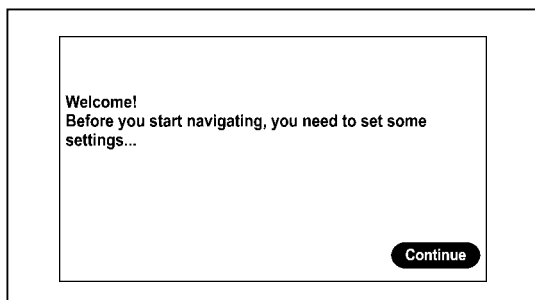 Welcome!
Before you start navigating, you need to set some
settings...
Continue